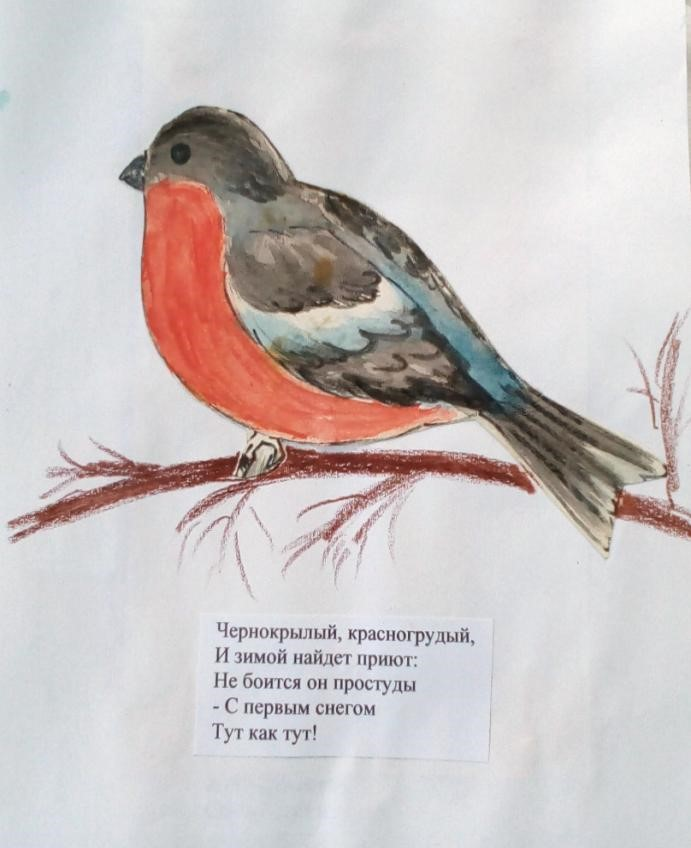 Чернокрылый, красногрудый,
И зимой найдет приют:
Не боится он простуды
- С первым снегом
Тут как тут!